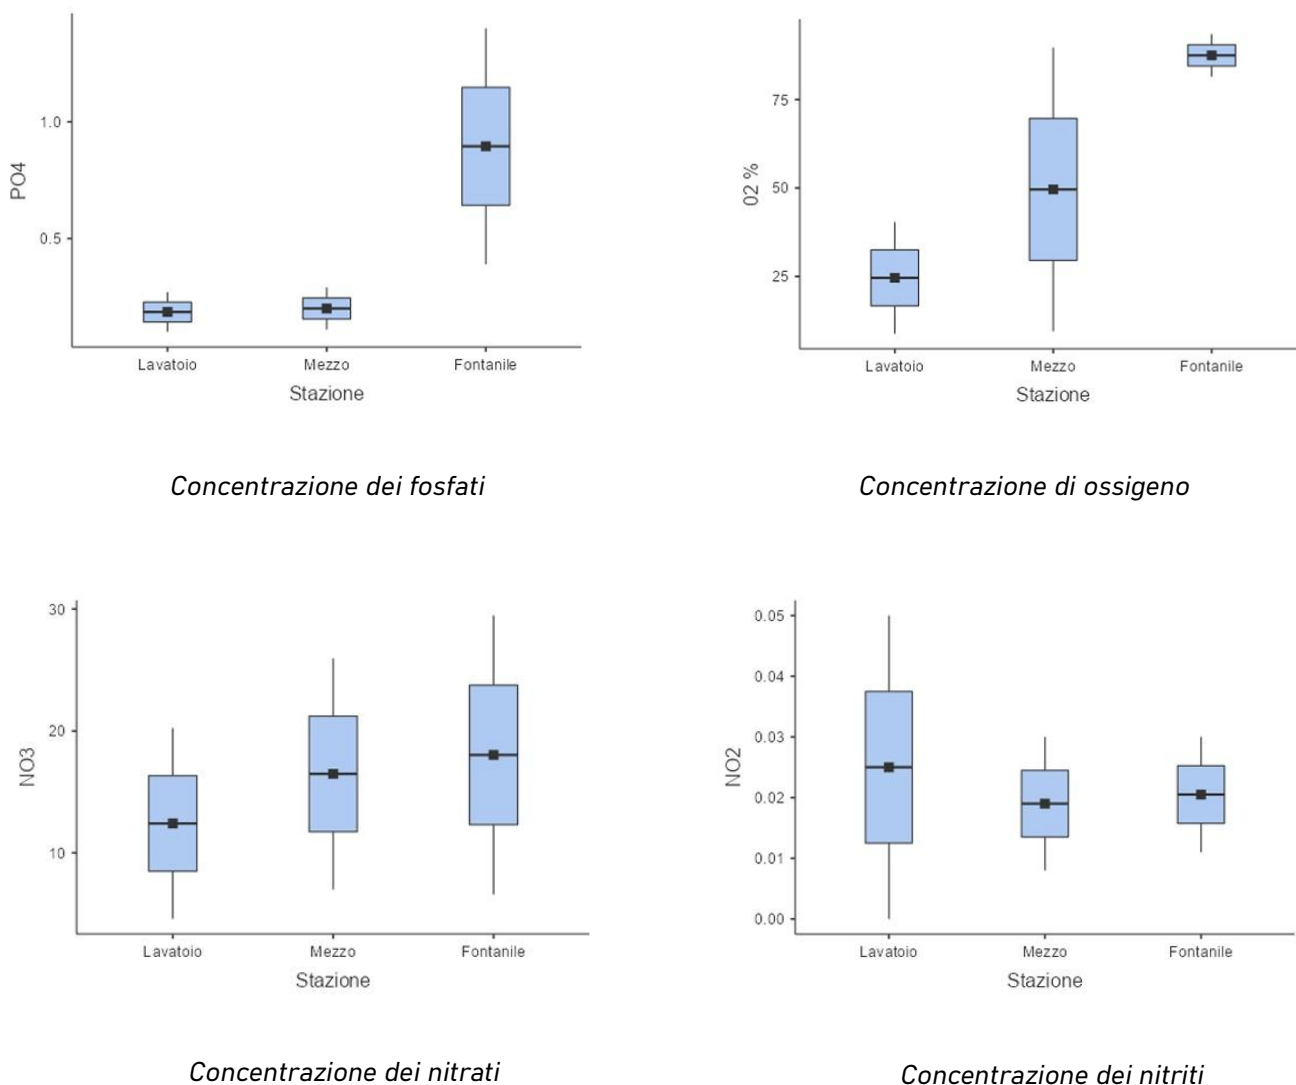 PO4
1.0
0.5
Lavatoio Mezzo Fontanile
Stazione
Concentrazione dei fosfati
02 %
75
50
25
Lavatoio Mezzo Fontanile
Stazione
Concentrazione di ossigeno
NO3
30
20
10
Lavatoio Mezzo Fontanile
Stazione
Concentrazione dei nitrati
NO2
0.05
0.04
0.03
0.02
0.01
0.00
Lavatoio Mezzo Fontanile
Stazione
Concentrazione dei nitriti